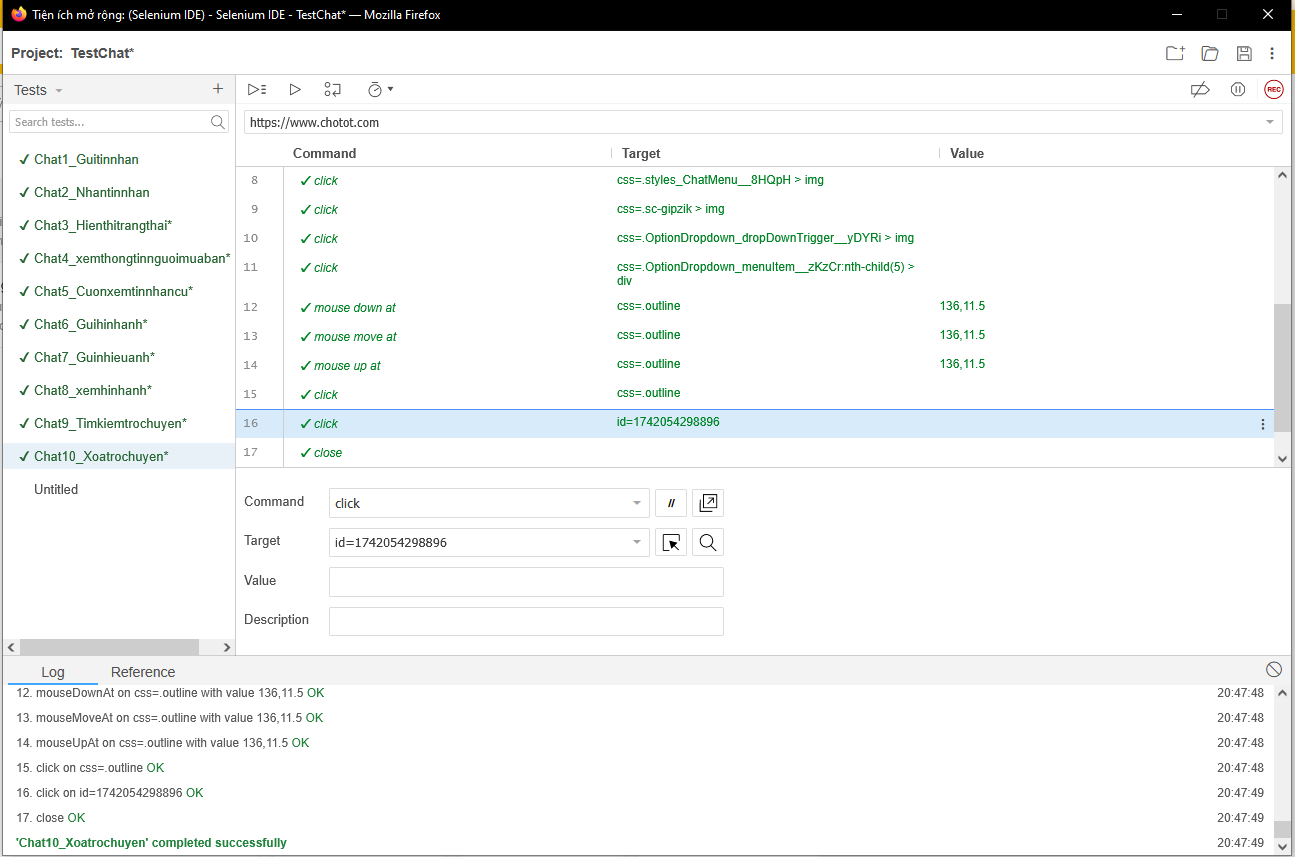 Tiện ích mở rộng: (Selenium IDE) - Selenium IDE - TestChat* — Mozilla Firefox
Project: TestChat*
Tests
Search tests...
Chat1_Guitinnhan
Chat2_Nhantinnhan
Chat3_Hienthitrangthai*
Chat4_xemthongtinnguoimuaban*
Chat5_Cuonxemtinnhancu*
Chat6_Guihinhanh*
Chat7_Guinhieuanh*
Chat8_xemhinhanh*
Chat9_Timkiemtrochuyen*
Chat10_Xoatrochuyen*
Untitled
REC
https://www.chotot.com
Command Target Value
8 click css=.styles_ChatMenu__8HQpH > img
9 click css=.sc-gipzik > img
10 click css=.OptionDropdown_dropDownTrigger__yDYRi > img
11 click css=.OptionDropdown_menuItem__zKzCr:nth-child(5) >
div
12 mouse down at css=.outline 136,11.5
13 mouse move at css=.outline 136,11.5
14 mouse up at css=.outline 136,11.5
15 click css=.outline
16 click id=1742054298896
17 close
Command click //
Target id=1742054298896
Value
Description
Log Reference
12. mouseDownAt on css=.outline with value 136,11.5 OK 20:47:48
13. mouseMoveAt on css=.outline with value 136,11.5 OK 20:47:48
14. mouseUpAt on css=.outline with value 136,11.5 OK 20:47:48
15. click on css=.outline OK 20:47:48
16. click on id=1742054298896 OK 20:47:49
17. close OK 20:47:49
'Chat10_Xoatrochuyen' completed successfully 20:47:49